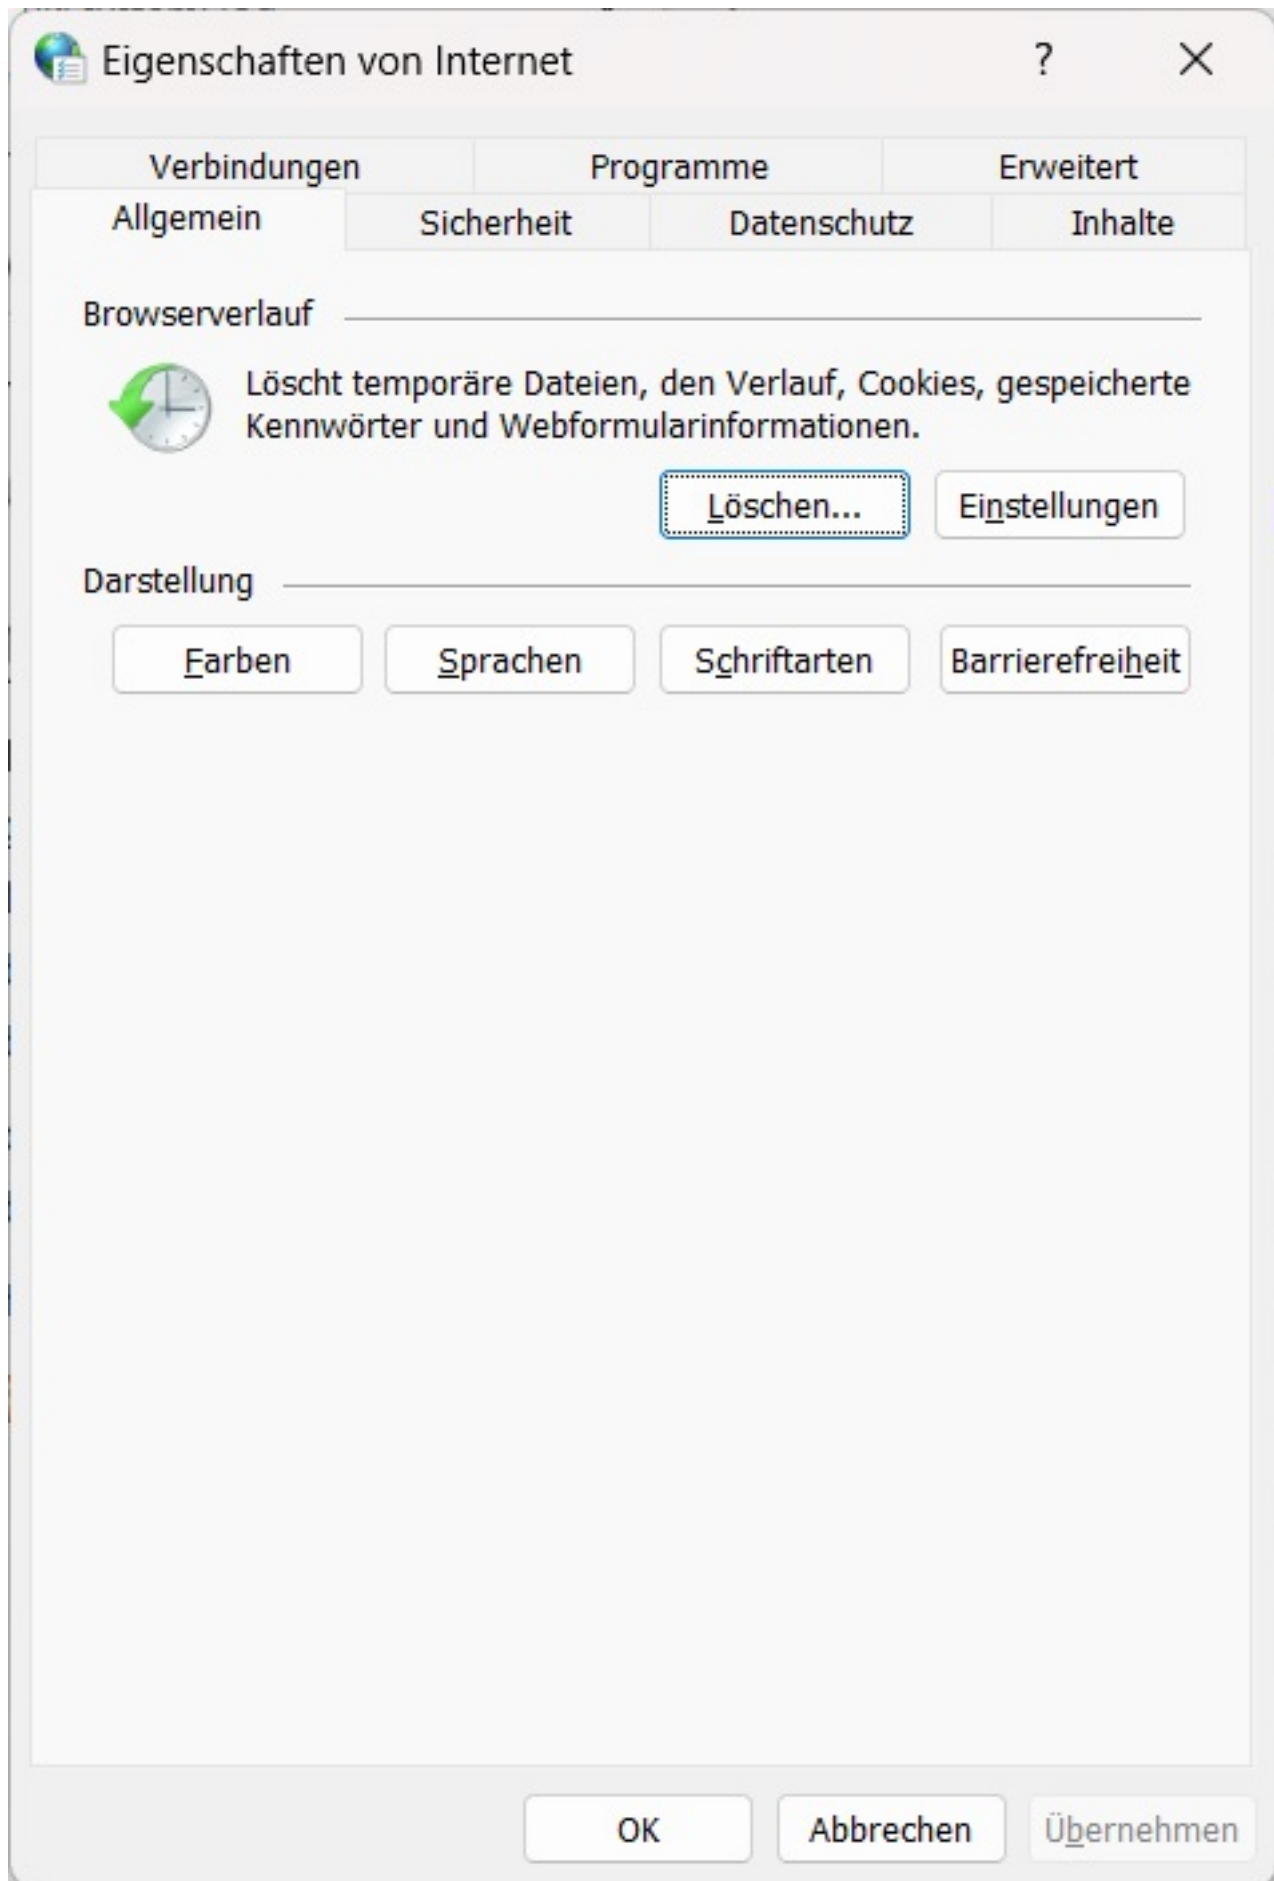 Eigenschaften von Internet
?
Verbindungen Programme Erweitert
Allgemein Sicherheit Datenschutz Inhalte
Browserverlauf
Löscht temporäre Dateien, den Verlauf, Cookies, gespeicherte
Kennwörter und Webformularinformationen.
Löschen... Einstellungen
Darstellung
Farben Sprachen Schriftarten Barrierefreiheit
OK Abbrechen Übernehmen